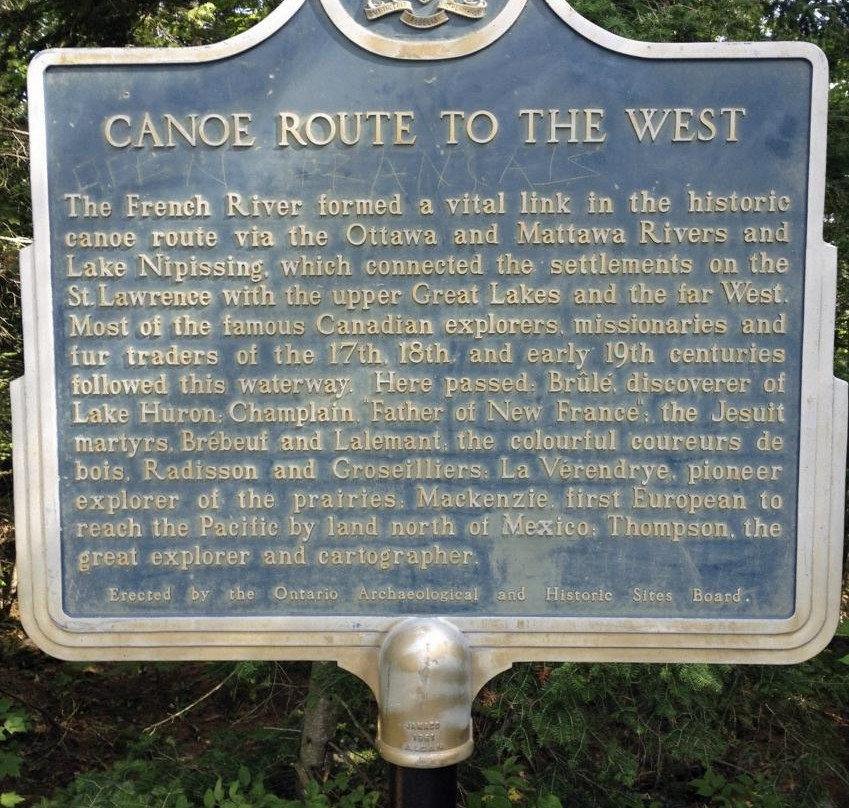 CANOE ROUTE TO THE WEST
The French River formed a vital link in the historic
canoe route via the Ottawa and Mattawa Rivers and
Lake Nipissing, which connected the settlements on the
St. Lawrence with the upper Great Lakes and the far West.
Most of the famous Canadian explorers, missionaries and
fur traders of the 17th, 18th, and early 19th centuries
followed this waterway. Here passed: Brûlé, discoverer of
Lake Huron; Champlain, "Father of New France"; the Jesuit
martyrs, Brébeuf and Lalemant; the colourful coureurs de
bois, Radisson and Groseilliers; La Vérendrye, pioneer
explorer of the prairies; Mackenzie, first European to
reach the Pacific by land north of Mexico; Thompson, the
great explorer and cartographer.
Erected by the Ontario Archaeological and Historic Sites Board.